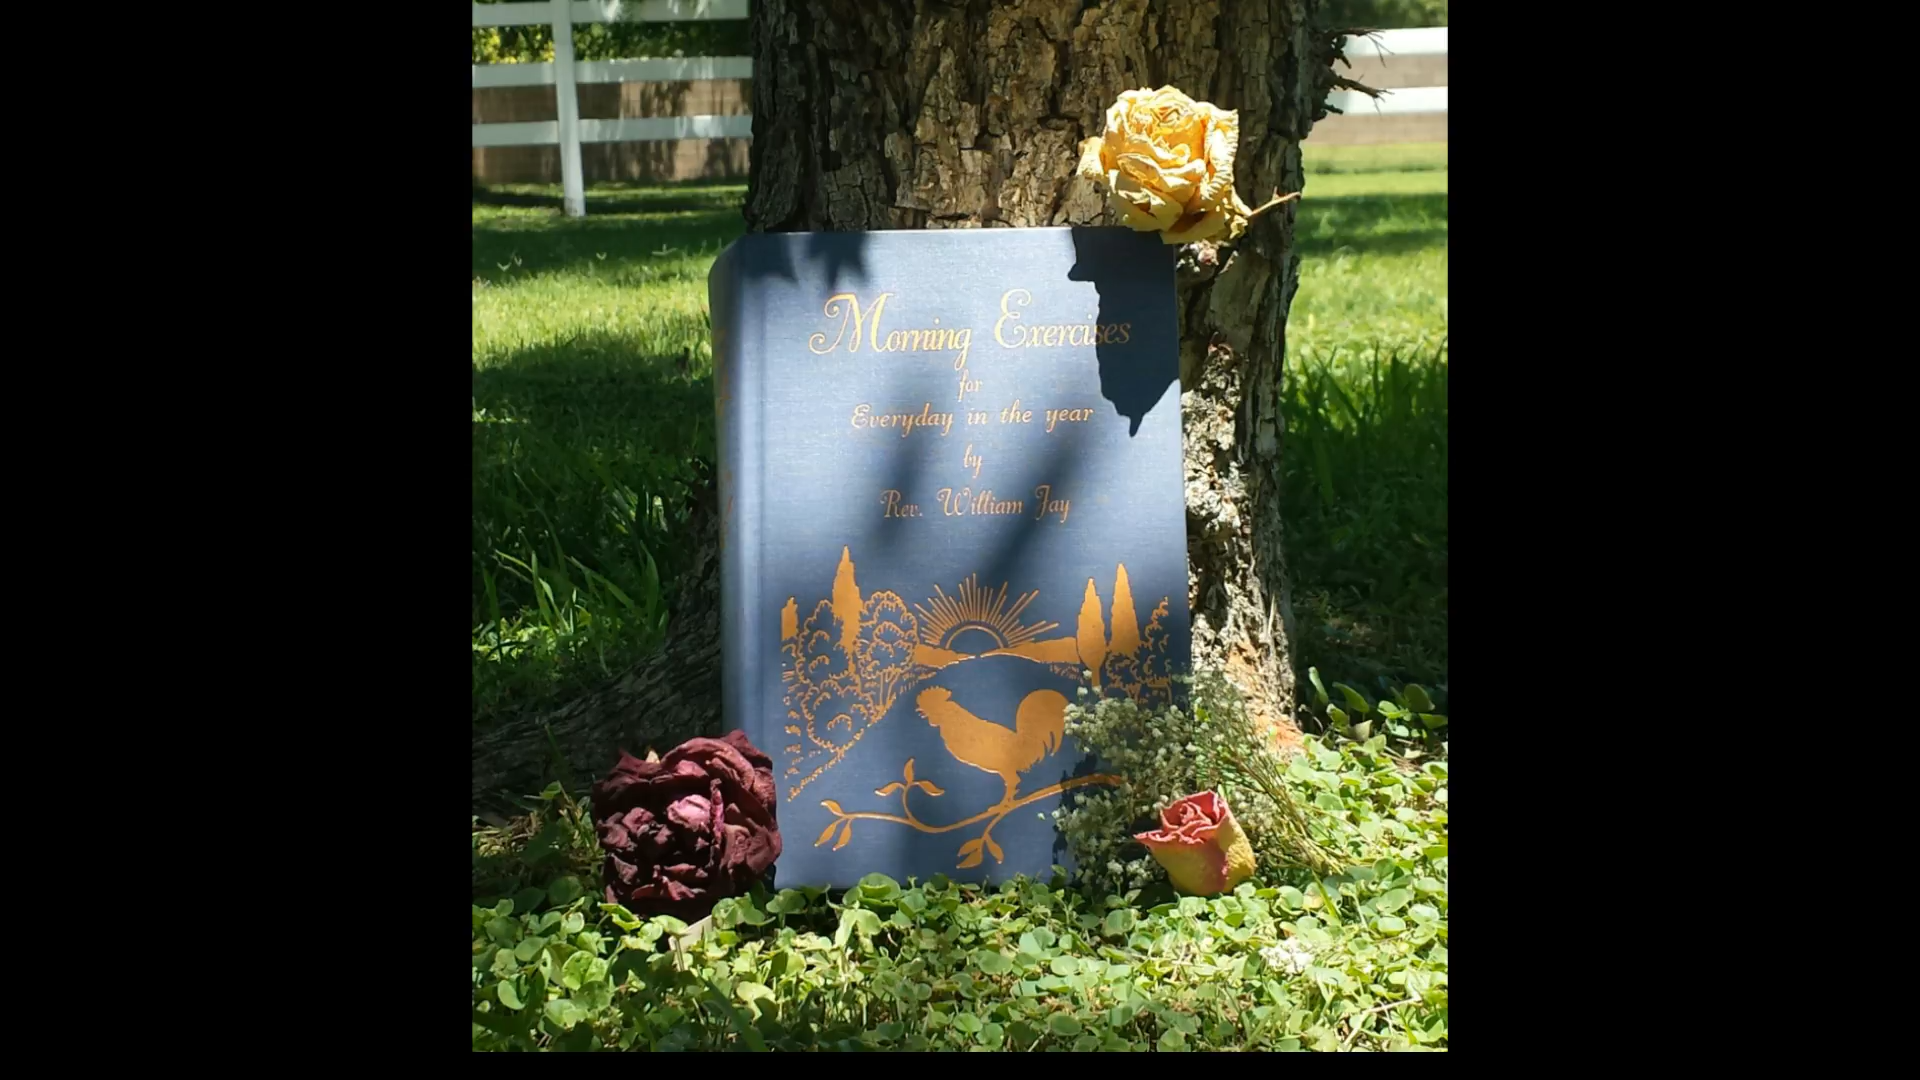 Morning Exercises
for
Everyday in the year
by
Rev. William Jay